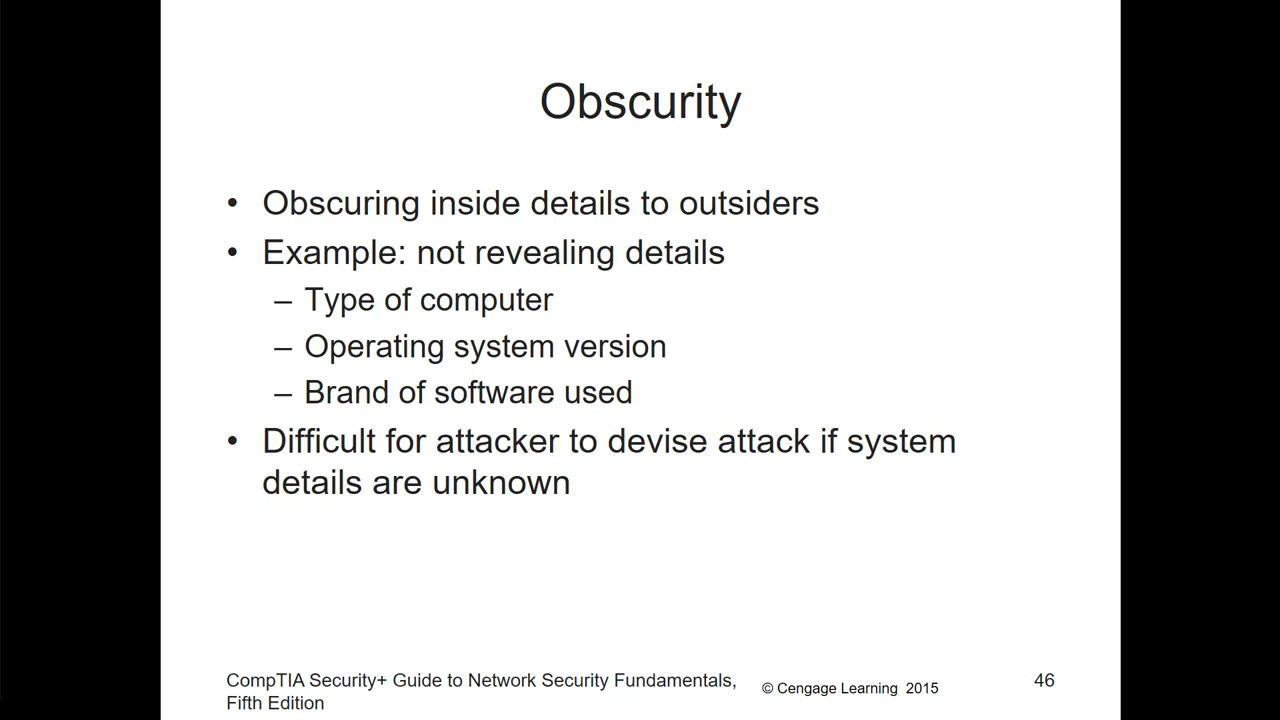 Obscurity
• Obscuring inside details to outsiders
• Example: not revealing details
– Type of computer
– Operating system version
– Brand of software used
• Difficult for attacker to devise attack if system
details are unknown
CompTIA Security+ Guide to Network Security Fundamentals,
Fifth Edition
© Cengage Learning 2015
46